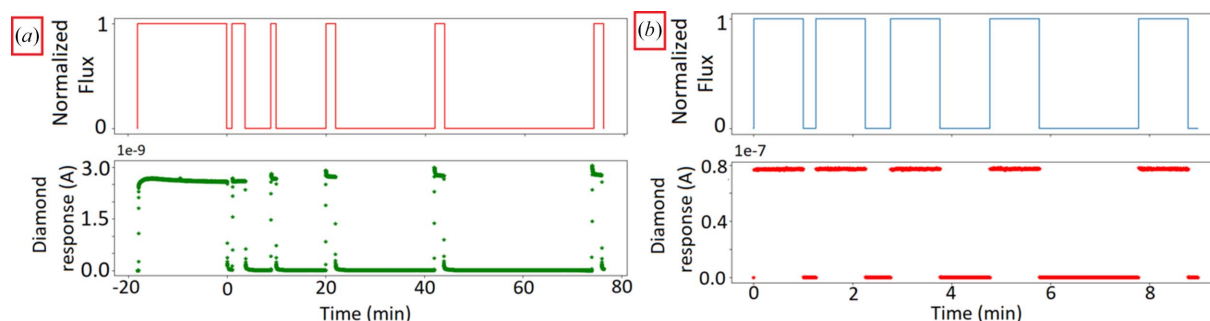 (a)
Normalized
Flux
1
0
1e-9
Diamond
response (A)
3.0
1.5
0.0
-20 0 20 40 60 80
Time (min)
(b)
Normalized
Flux
1
0
1e-7
Diamond
response (A)
0.8
0.4
0.0
0 2 4 6 8
Time (min)